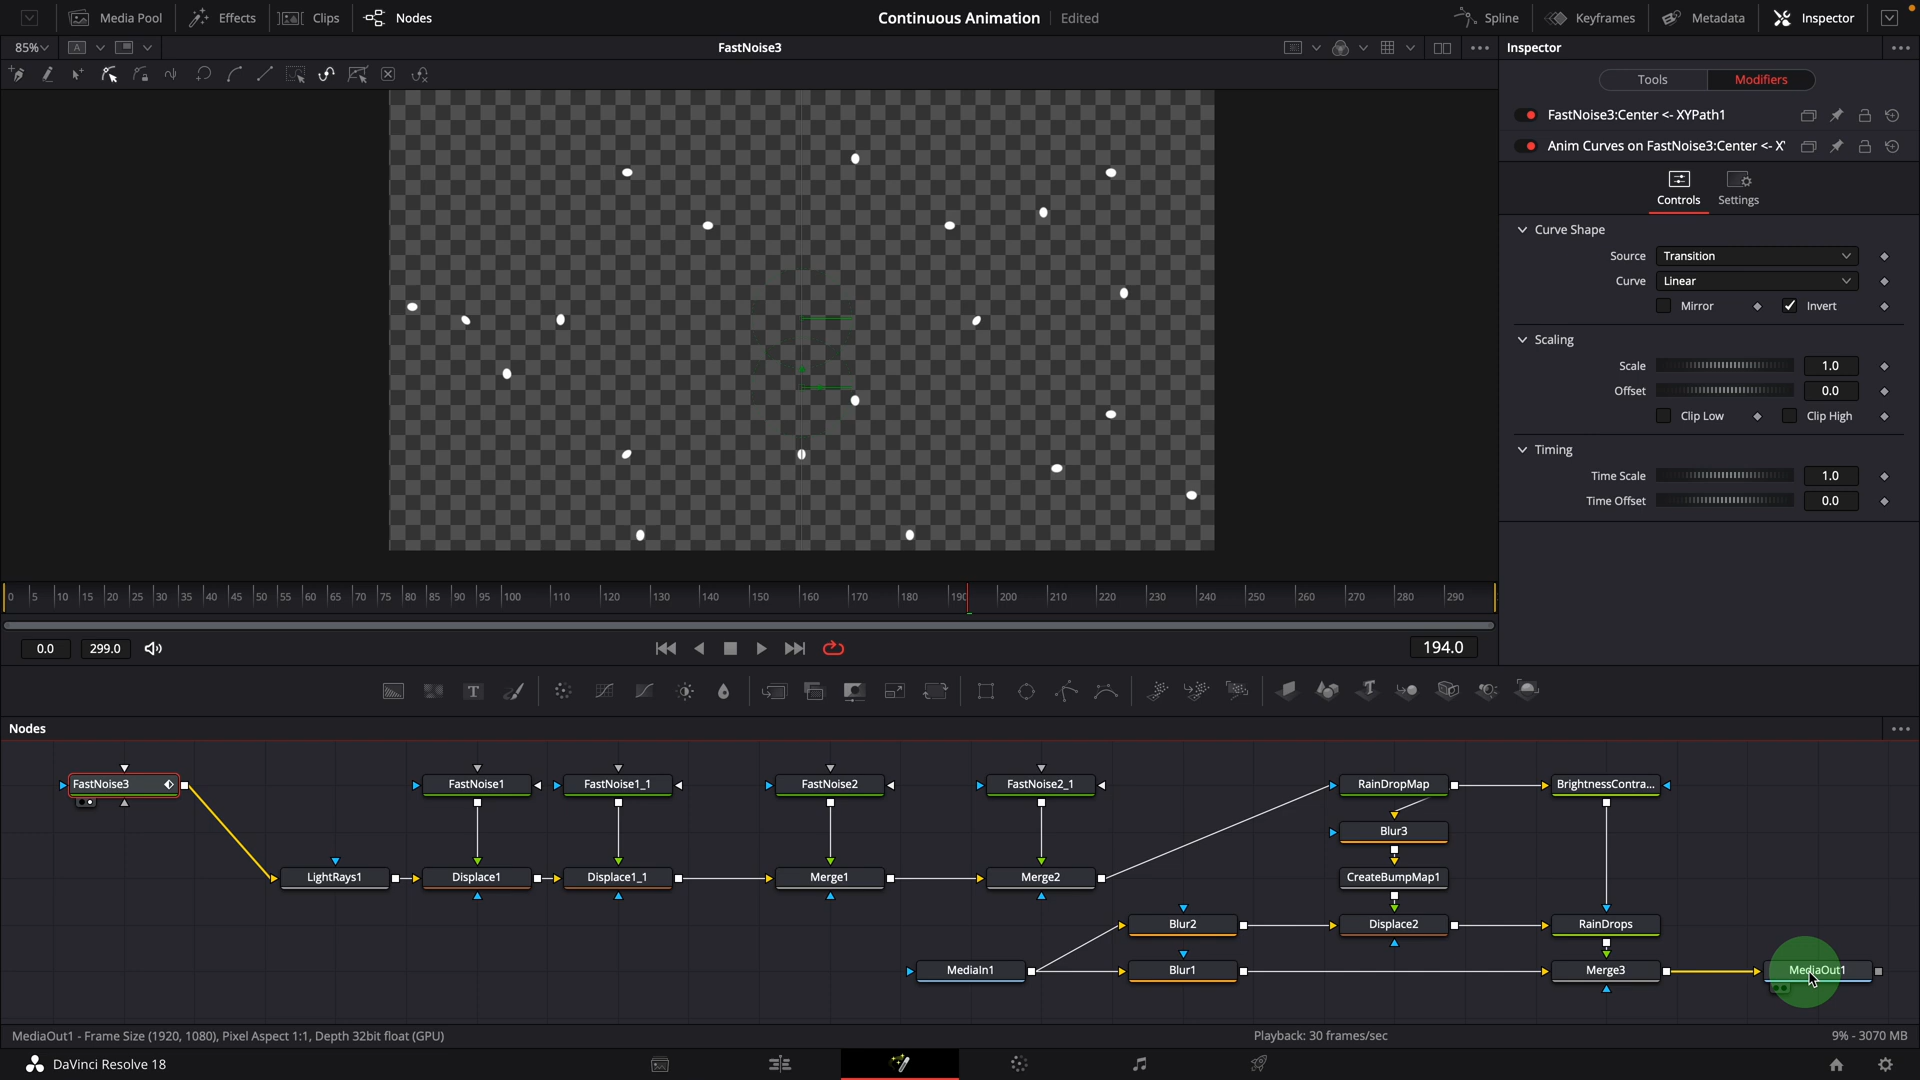 Media Pool
Effects
Clips
Nodes
Continuous Animation
Edited
Spline
Keyframes
Metadata
Inspector
85%
A
FastNoise3
Inspector
Tools
Modifiers
FastNoise3:Center <- XYPath1
Anim Curves on FastNoise3:Center <- X'
Controls
Settings
Curve Shape
Source
Transition
Curve
Linear
Mirror
Invert
Scaling
Scale
1.0
Offset
0.0
Clip Low
Clip High
Timing
Time Scale
1.0
Time Offset
0.0
0 5 10 15 20 25 30 35 40 45 50 55 60 65 70 75 80 85 90 95 100 110 120 130 140 150 160 170 180 190 200 210 220 230 240 250 260 270 280 290
0.0
299.0
194.0
Nodes
FastNoise3
FastNoise1
FastNoise1_1
FastNoise2
FastNoise2_1
RainDropMap
BrightnessContra...
Blur3
LightRays1
Displace1
Displace1_1
Merge1
Merge2
CreateBumpMap1
Blur2
Displace2
RainDrops
MediaIn1
Blur1
Merge3
MediaOut1
MediaOut1 - Frame Size (1920, 1080), Pixel Aspect 1:1, Depth 32bit float (GPU)
Playback: 30 frames/sec
9% - 3070 MB
DaVinci Resolve 18